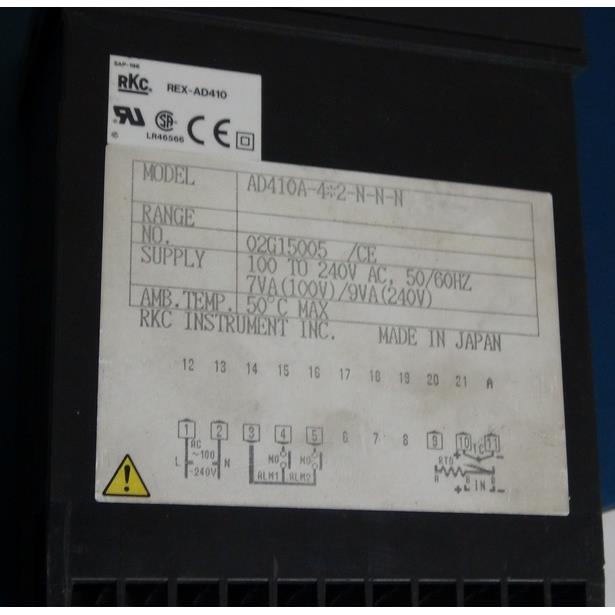 SAP-166
RKC. REX-AD410
LR46566
MODEL AD410A-4*2-N-N-N
RANGE
NO. 02G15005 /CE
SUPPLY 100 TO 240V AC, 50/60HZ
7VA(100V)/9VA(240V)
AMB.TEMP. 50°C MAX
RKC INSTRUMENT INC. MADE IN JAPAN
12 13 14 15 16 17 18 19 20 21 A
1 2 3 4 5 6 7 8 9 10 11
AC
~100
-240V
L N
NO NO
ALM1 ALM2
RTD TC
A B B
+ IN -